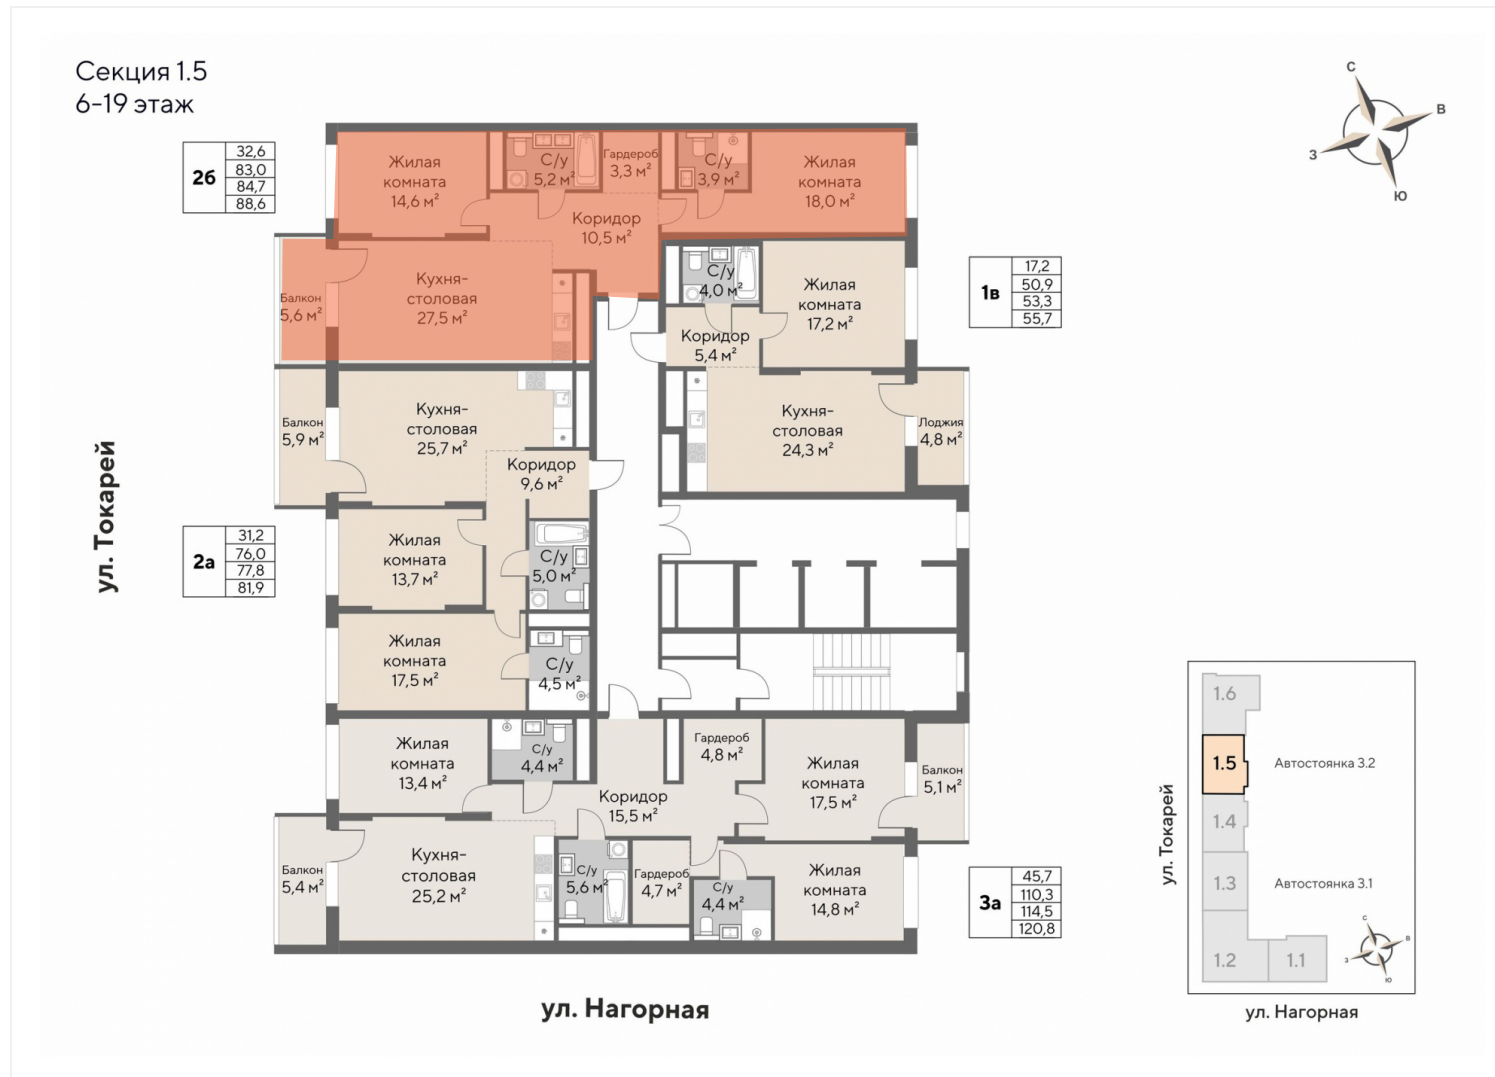 Секция 1.5
6-19 этаж
С
В
З
Ю
2б
32,6
83,0
84,7
88,6
Жилая
комната
14,6 м²
С/у
5,2 м²
Гардероб
3,3 м²
С/у
3,9 м²
Жилая
комната
18,0 м²
Коридор
10,5 м²
Кухня-
столовая
27,5 м²
Балкон
5,6 м²
С/у
4,0 м²
Жилая
комната
17,2 м²
Коридор
5,4 м²
1в
17,2
50,9
53,3
55,7
Кухня-
столовая
24,3 м²
Лоджия
4,8 м²
Балкон
5,9 м²
Кухня-
столовая
25,7 м²
Коридор
9,6 м²
ул. Токарей
2а
31,2
76,0
77,8
81,9
Жилая
комната
13,7 м²
С/у
5,0 м²
Жилая
комната
17,5 м²
С/у
4,5 м²
Жилая
комната
13,4 м²
С/у
4,4 м²
Гардероб
4,8 м²
Жилая
комната
17,5 м²
Балкон
5,1 м²
Коридор
15,5 м²
Балкон
5,4 м²
Кухня-
столовая
25,2 м²
С/у
5,6 м²
Гардероб
4,7 м²
С/у
4,4 м²
Жилая
комната
14,8 м²
3а
45,7
110,3
114,5
120,8
ул. Нагорная
1.6
1.5
Автостоянка 3.2
1.4
ул. Токарей
1.3
Автостоянка 3.1
1.2
1.1
С
В
З
Ю
ул. Нагорная